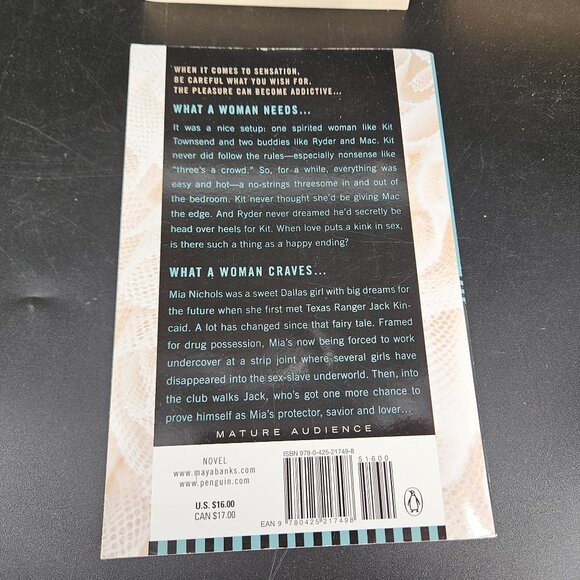 WHEN IT COMES TO SENSATION,
BE CAREFUL WHAT YOU WISH FOR.
THE PLEASURE CAN BECOME ADDICTIVE...
WHAT A WOMAN NEEDS...
It was a nice setup: one spirited woman like Kit
Townsend and two buddies like Ryder and Mac. Kit
never did follow the rules—especially nonsense like
“three’s a crowd.” So, for a while, everything was
easy and hot—a no-strings threesome in and out of
the bedroom. Kit never thought she’d be giving Mac
the edge. And Ryder never dreamed he’d secretly be
head over heels for Kit. When love puts a kink in sex,
is there such a thing as a happy ending?
WHAT A WOMAN CRAVES...
Mia Nichols was a sweet Dallas girl with big dreams for
the future when she first met Texas Ranger Jack Kin-
caid. A lot has changed since that fairy tale. Framed
for drug possession, Mia’s now being forced to work
undercover at a strip joint where several girls have
disappeared into the sex-slave underworld. Then, into
the club walks Jack, who’s got one more chance to
prove himself as Mia’s protector, savior and lover...
MATURE AUDIENCE
NOVEL
www.mayabanks.com
www.penguin.com
U.S. $16.00
CAN $17.00
ISBN 978-0-425-21749-8
51600
EAN 9 780425 217498